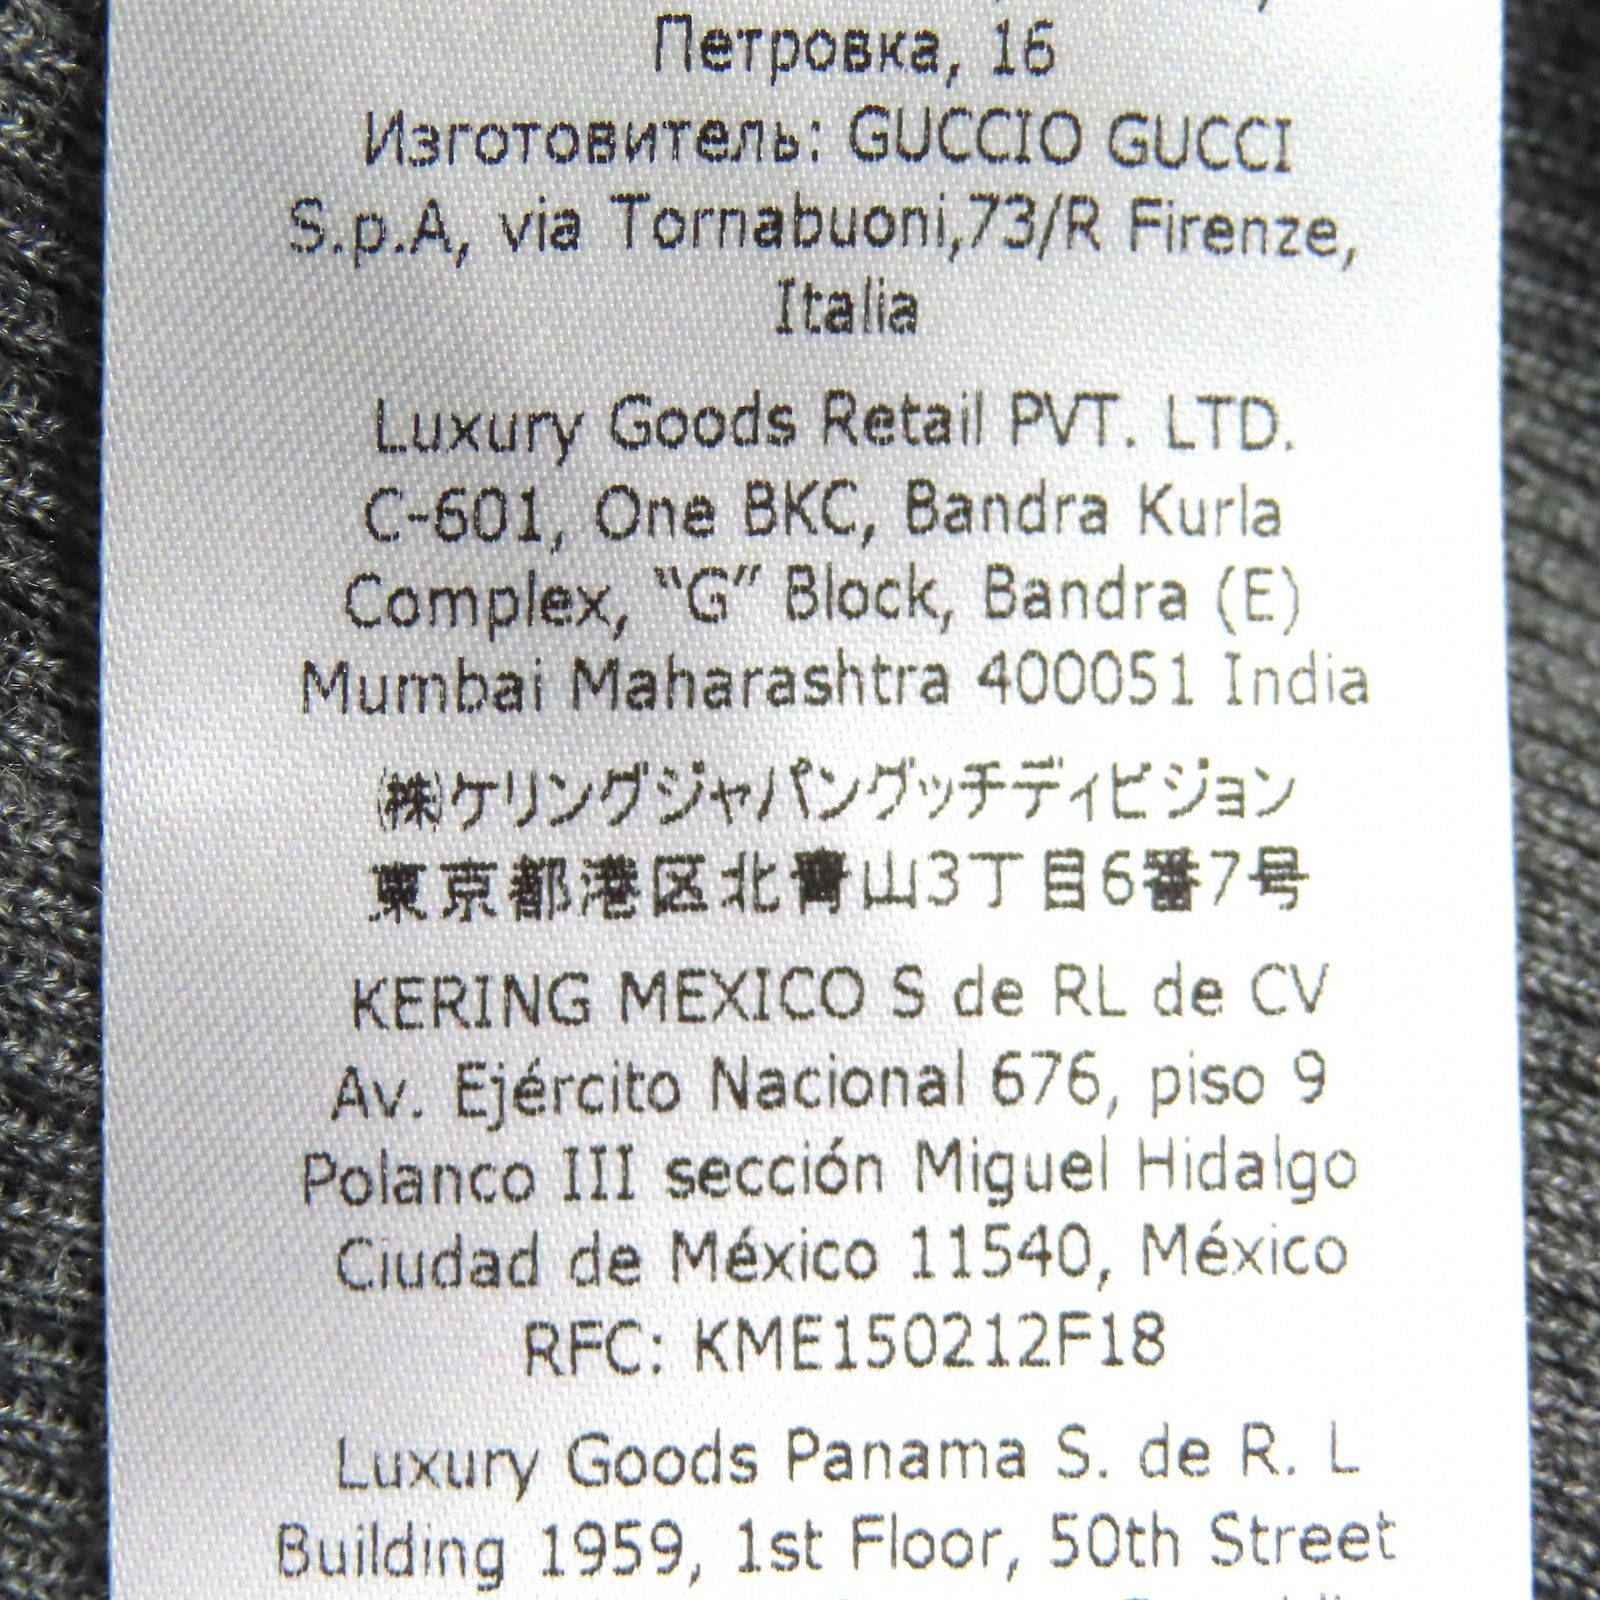 Петровка, 16
Изготовитель: GUCCIO GUCCI
S.p.A, via Tornabuoni,73/R Firenze,
Italia
Luxury Goods Retail PVT. LTD.
C-601, One BKC, Bandra Kurla
Complex, “G” Block, Bandra (E)
Mumbai Maharashtra 400051 India
(株)ケリングジャパングッチディビジョン
東京都港区北青山3丁目6番7号
KERING MEXICO S de RL de CV
Av. Ejército Nacional 676, piso 9
Polanco III sección Miguel Hidalgo
Ciudad de México 11540, México
RFC: KME150212F18
Luxury Goods Panama S. de R. L
Building 1959, 1st Floor, 50th Street